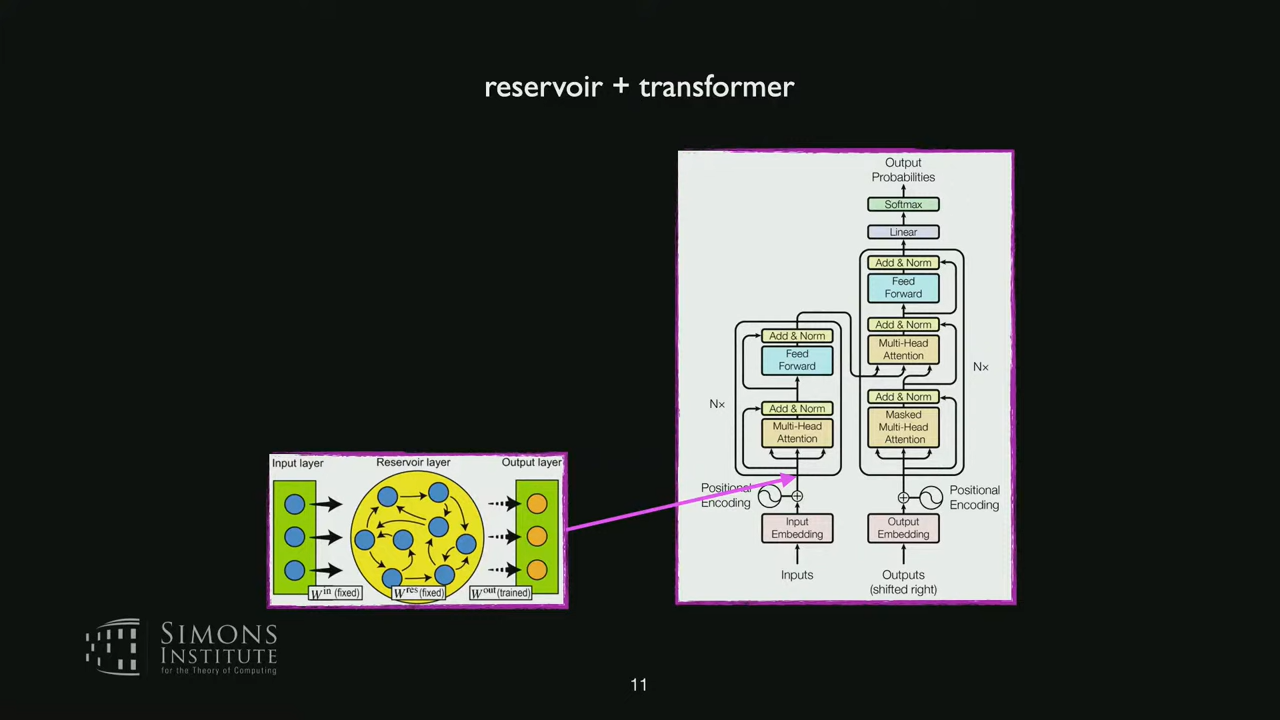 reservoir + transformer
Input layer
Reservoir layer
Output layer
W^in (fixed)
W^res (fixed)
W^out (trained)
Output
Probabilities
Softmax
Linear
Add & Norm
Feed
Forward
Add & Norm
Multi-Head
Attention
Add & Norm
Masked
Multi-Head
Attention
Nx
Add & Norm
Feed
Forward
Add & Norm
Multi-Head
Attention
Nx
Positional
Encoding
Positional
Encoding
Input
Embedding
Output
Embedding
Inputs
Outputs
(shifted right)
SIMONS
INSTITUTE
for the Theory of Computing
11